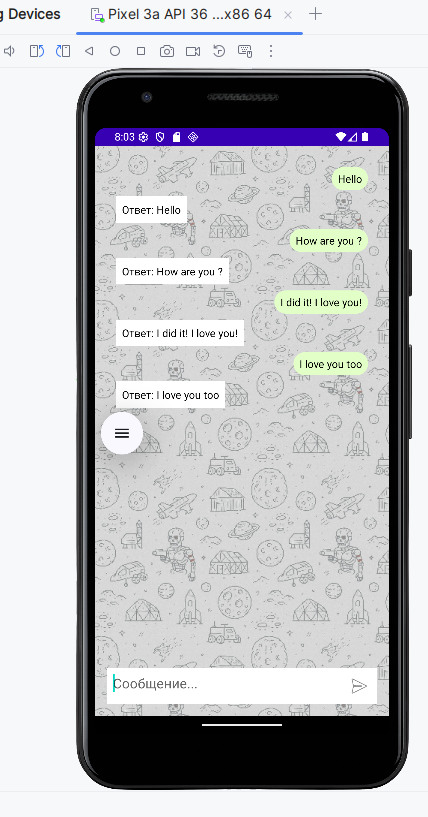 g Devices
Pixel 3a API 36 ...x86 64
8:03
Hello
Ответ: Hello
How are you ?
Ответ: How are you ?
I did it! I love you!
Ответ: I did it! I love you!
I love you too
Ответ: I love you too
Сообщение...